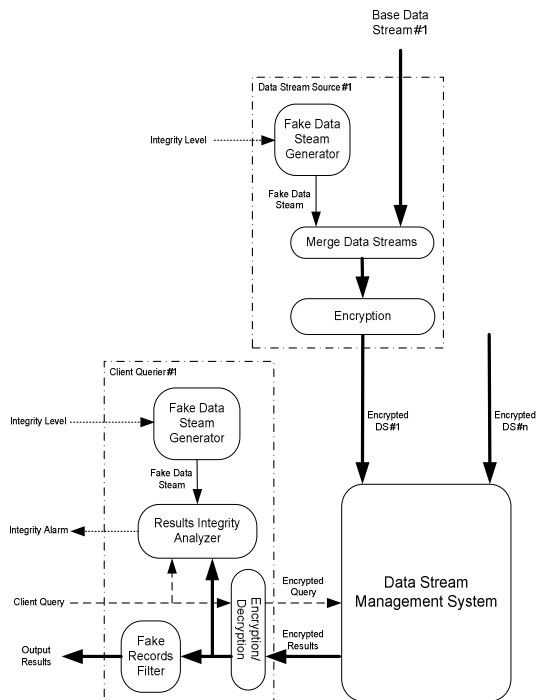 Base Data
Stream#1
Data Stream Source#1
Fake Data
Steam
Generator
Integrity Level
Fake Data
Steam
Merge Data Streams
Encryption
Encrypted
DS#1
Encrypted
DS#n
Client Querier#1
Integrity Level
Fake Data
Steam
Generator
Fake Data
Steam
Results Integrity
Analyzer
Integrity Alarm
Client Query
Encryption/
Decryption
Encrypted
Query
Data Stream
Management System
Encrypted
Results
Fake
Records
Filter
Output
Results